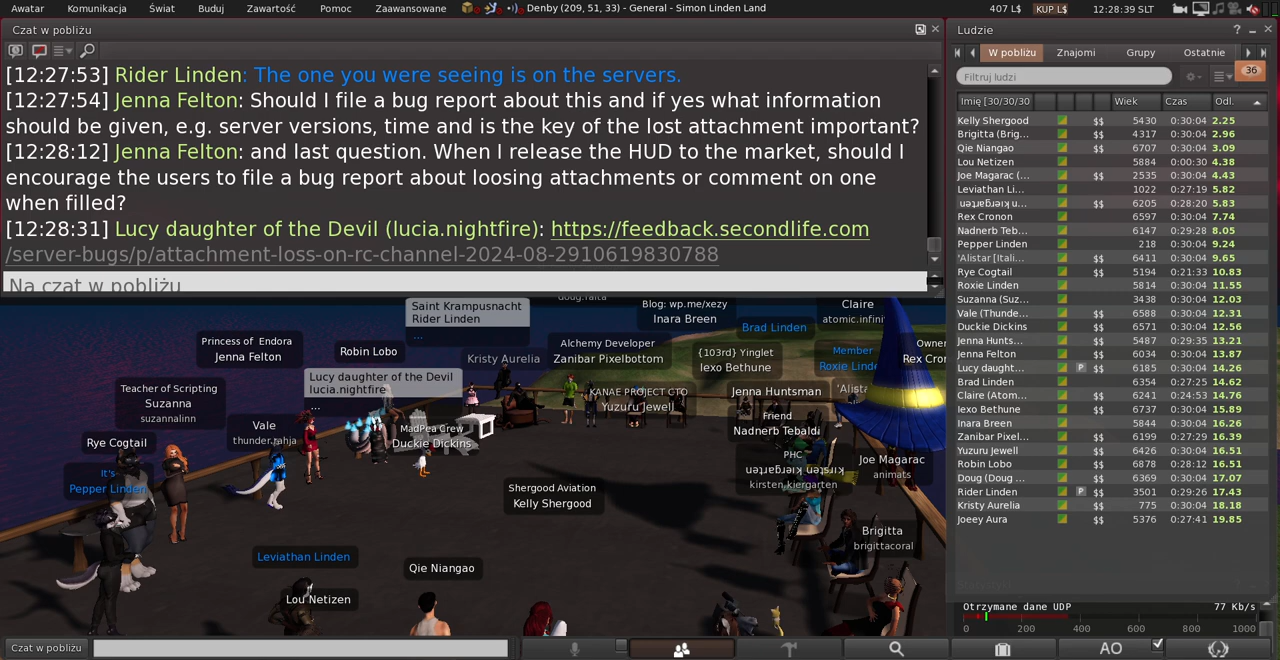 Awatar Komunikacja Świat Buduj Zawartość Pomoc Zaawansowane Denby (209, 51, 33) - General - Simon Linden Land 407 L$ KUP L$ 12:28:39 SLT
Czat w pobliżu
[12:27:53] Rider Linden: The one you were seeing is on the servers.
[12:27:54] Jenna Felton: Should I file a bug report about this and if yes what information
should be given, e.g. server versions, time and is the key of the lost attachment important?
[12:28:12] Jenna Felton: and last question. When I release the HUD to the market, should I
encourage the users to file a bug report about loosing attachments or comment on one
when filled?
[12:28:31] Lucy daughter of the Devil (lucia.nightfire): https://feedback.secondlife.com
/server-bugs/p/attachment-loss-on-rc-channel-2024-08-2910619830788
Na czat w pobliżu
doug.falta
Saint Krampusnacht
Rider Linden
...
Blog: wp.me/xezy
Inara Breen
Claire
atomic.infini
Brad Linden
Princess of Endora
Jenna Felton
Robin Lobo
Kristy Aurelia
Alchemy Developer
Zanibar Pixelbottom
{103rd} Yinglet
Iexo Bethune
Member
Roxie Linde
Owner
Rex Cron
Lucy daughter of the Devil
lucia.nightfire
...
Teacher of Scripting
Suzanna
suzannalinn
KANAE PROJECT CTO
Yuzuru Jewell
Jenna Huntsman
'Alista
Friend
Nadnerb Tebaldi
Vale
thunder.rahja
MadPea Crew
Duckie Dickins
Rye Cogtail
It's
Pepper Linden
PHC
kirsten.kiergarten
Joe Magarac
animats
Shergood Aviation
Kelly Shergood
Brigitta
brigittacoral
Leviathan Linden
Qie Niangao
Lou Netizen
Czat w pobliżu
Ludzie
W pobliżu Znajomi Grupy Ostatnie
36
Filtruj ludzi
Imię [30/30/30 Wiek Czas Odl.
Kelly Shergood $$ 5430 0:30:04 2.25
Brigitta (Brig... $$ 4317 0:30:04 2.96
Qie Niangao $$ 6707 0:30:04 3.09
Lou Netizen 5884 0:00:30 4.38
Joe Magarac (... $$ 2535 0:30:04 4.43
Leviathan Li... 1022 0:27:19 5.82
$$ 6205 0:28:20 5.83
Rex Cronon 6597 0:30:04 7.74
Nadnerb Teb... 6147 0:29:28 8.05
Pepper Linden 218 0:30:04 9.24
'Alistar [Itali... $$ 6411 0:30:04 9.65
Rye Cogtail $$ 5194 0:21:33 10.83
Roxie Linden 5814 0:30:04 11.55
Suzanna (Suz... 3438 0:30:04 12.03
Vale (Thunde... $$ 6588 0:30:04 12.31
Duckie Dickins $$ 6571 0:30:04 12.56
Jenna Hunts... $$ 5487 0:29:35 13.21
Jenna Felton $$ 6034 0:30:04 13.87
Lucy daught... P $$ 6185 0:30:04 14.26
Brad Linden 6354 0:27:25 14.62
Claire (Atom... $$ 6241 0:24:53 14.76
Iexo Bethune $$ 6737 0:30:04 15.89
Inara Breen 5844 0:30:04 16.26
Zanibar Pixel... $$ 6199 0:27:29 16.39
Yuzuru Jewell $$ 6426 0:30:04 16.51
Robin Lobo $$ 6878 0:28:12 16.51
Doug (Doug ... $$ 6369 0:30:04 17.07
Rider Linden P $$ 3501 0:29:26 17.43
Kristy Aurelia $$ 775 0:30:04 18.18
Joeey Aura $$ 5376 0:27:41 19.85
Otrzymane dane UDP 77 Kb/s
0 200 400 600 800 1000
AO